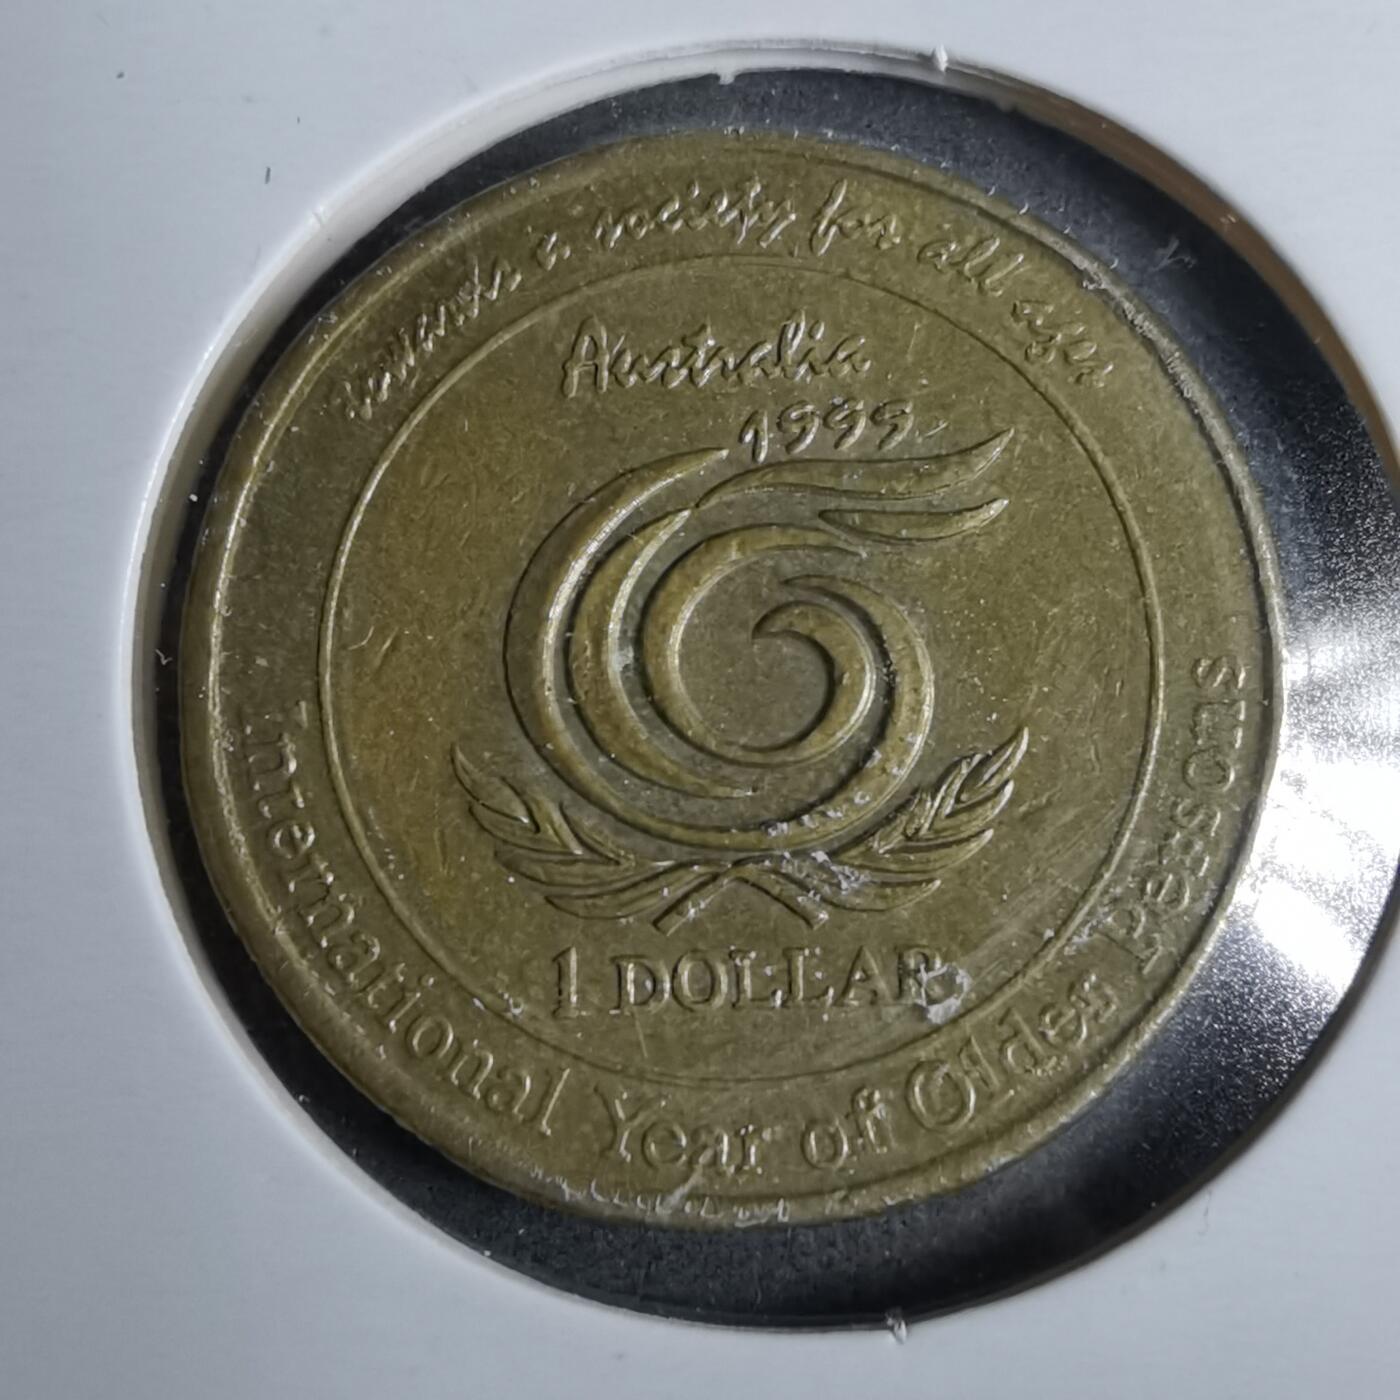 towards a society for all ages
Australia
1999
1 DOLLAR
International Year of Older Persons